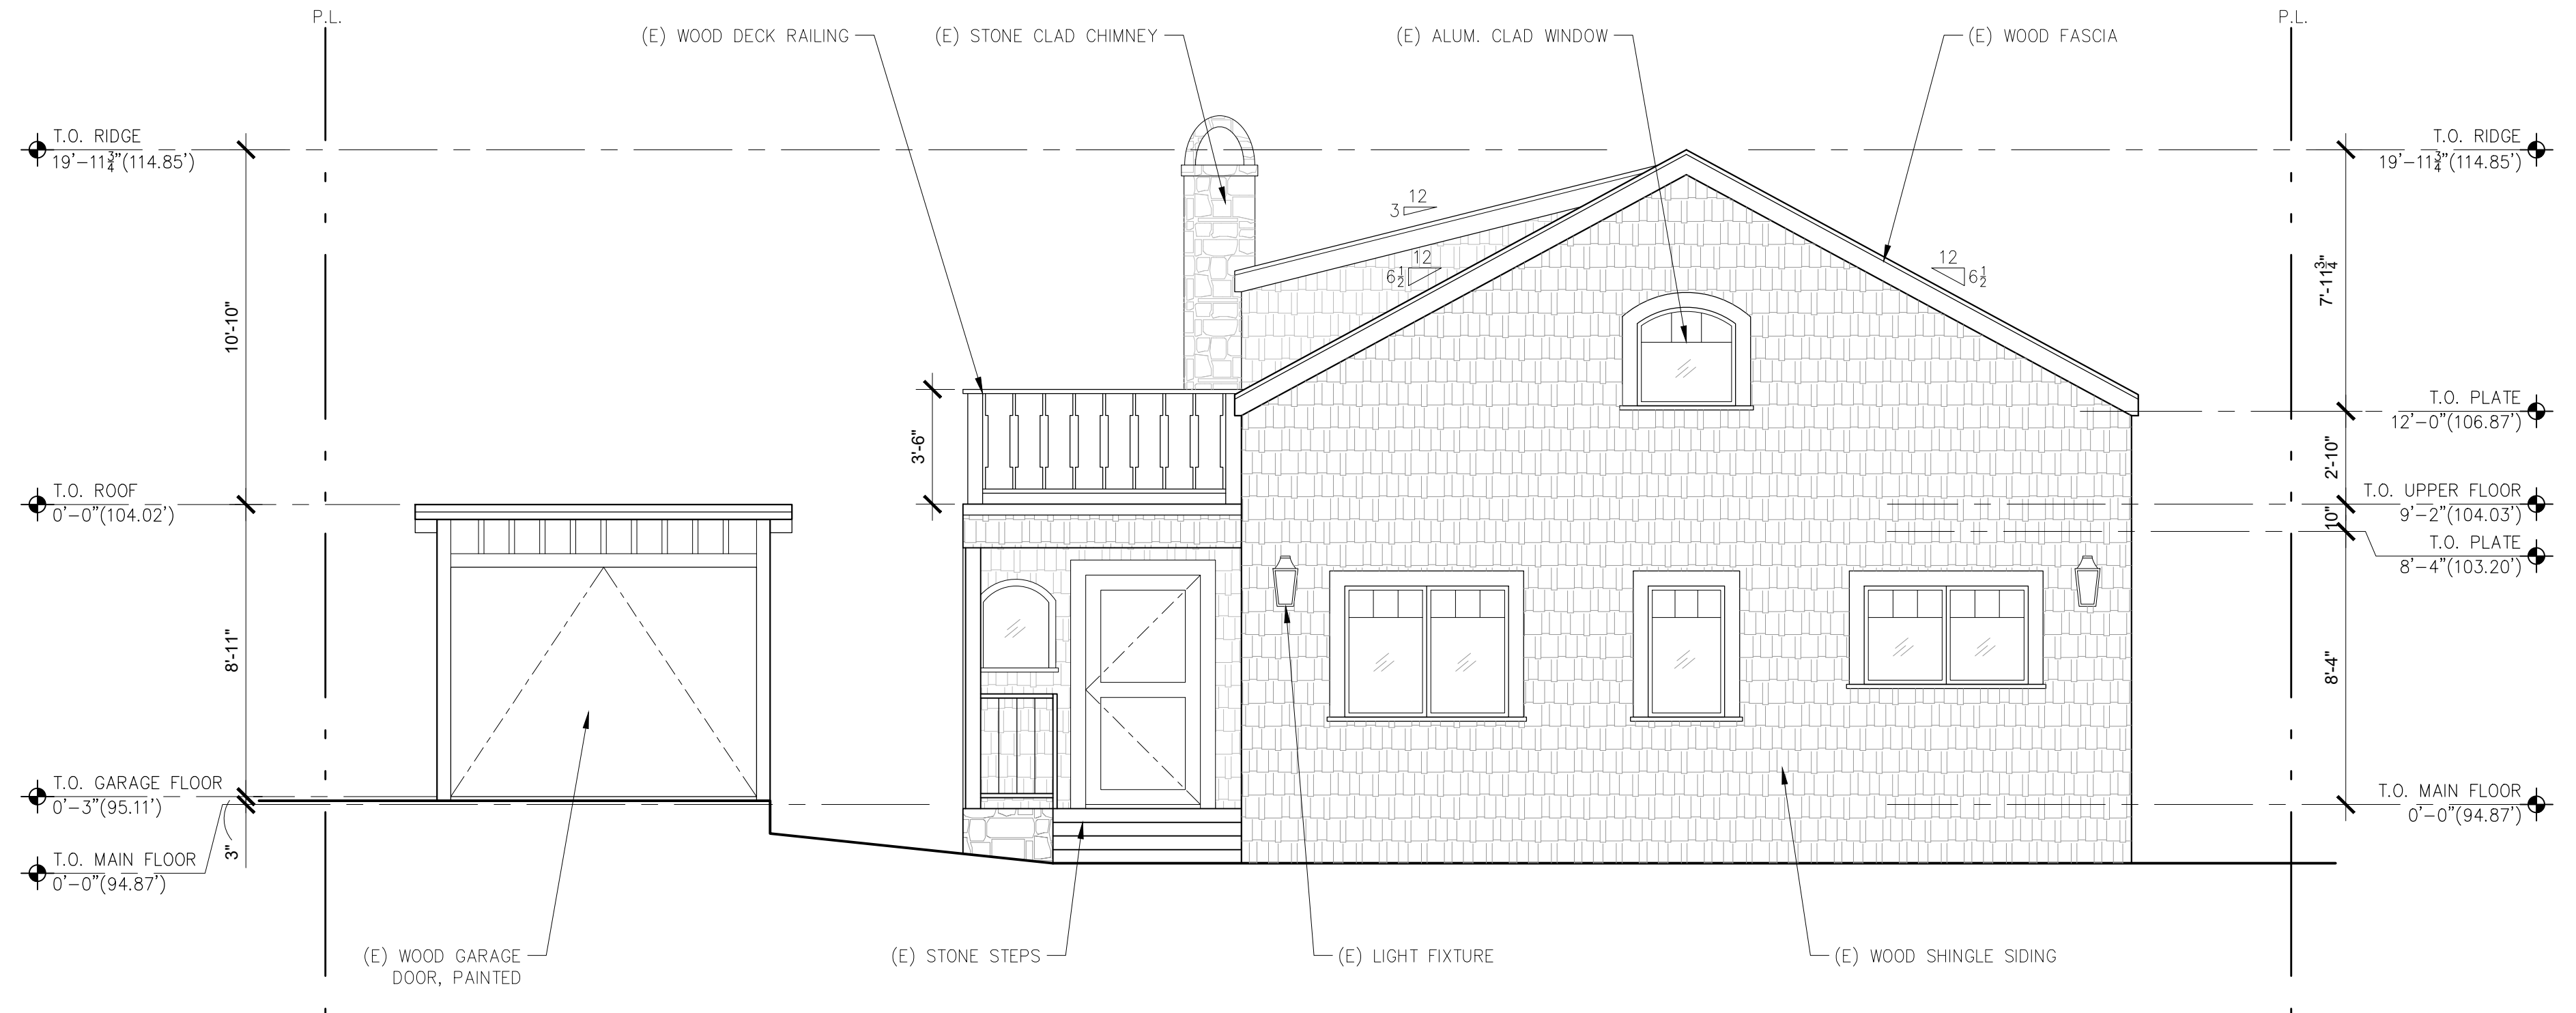 P.L.
P.L.
(E) WOOD DECK RAILING
(E) STONE CLAD CHIMNEY
(E) ALUM. CLAD WINDOW
(E) WOOD FASCIA
T.O. RIDGE
19'-11¾"(114.85')
T.O. RIDGE
19'-11¾"(114.85')
12
3
12
6½
12
6½
10'-10"
7'-11¾"
T.O. PLATE
12'-0"(106.87')
3'-6"
2'-10"
T.O. ROOF
0'-0"(104.02')
T.O. UPPER FLOOR
9'-2"(104.03')
10"
T.O. PLATE
8'-4"(103.20')
8'-11"
8'-4"
T.O. GARAGE FLOOR
0'-3"(95.11')
T.O. MAIN FLOOR
0'-0"(94.87')
3"
T.O. MAIN FLOOR
0'-0"(94.87')
(E) WOOD GARAGE
DOOR, PAINTED
(E) STONE STEPS
(E) LIGHT FIXTURE
(E) WOOD SHINGLE SIDING